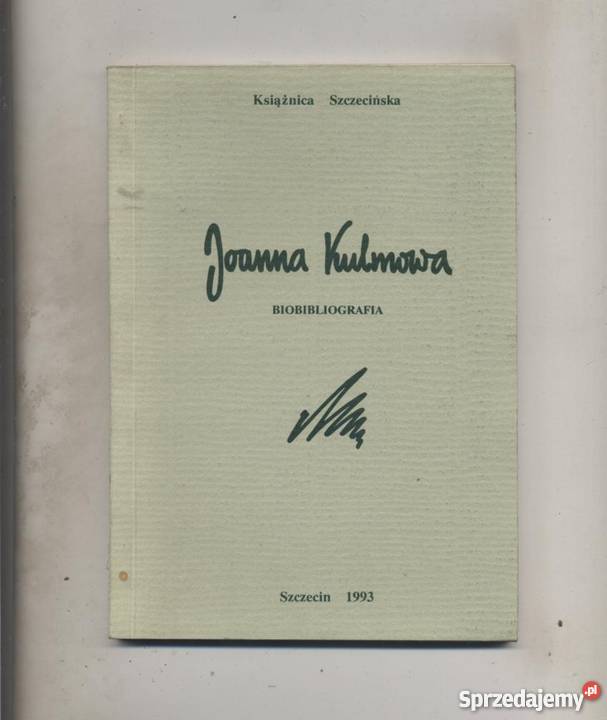 Książnica Szczecińska
Joanna Kulmowa
BIOBIBLIOGRAFIA
Szczecin 1993
Sprzedajemy.pl